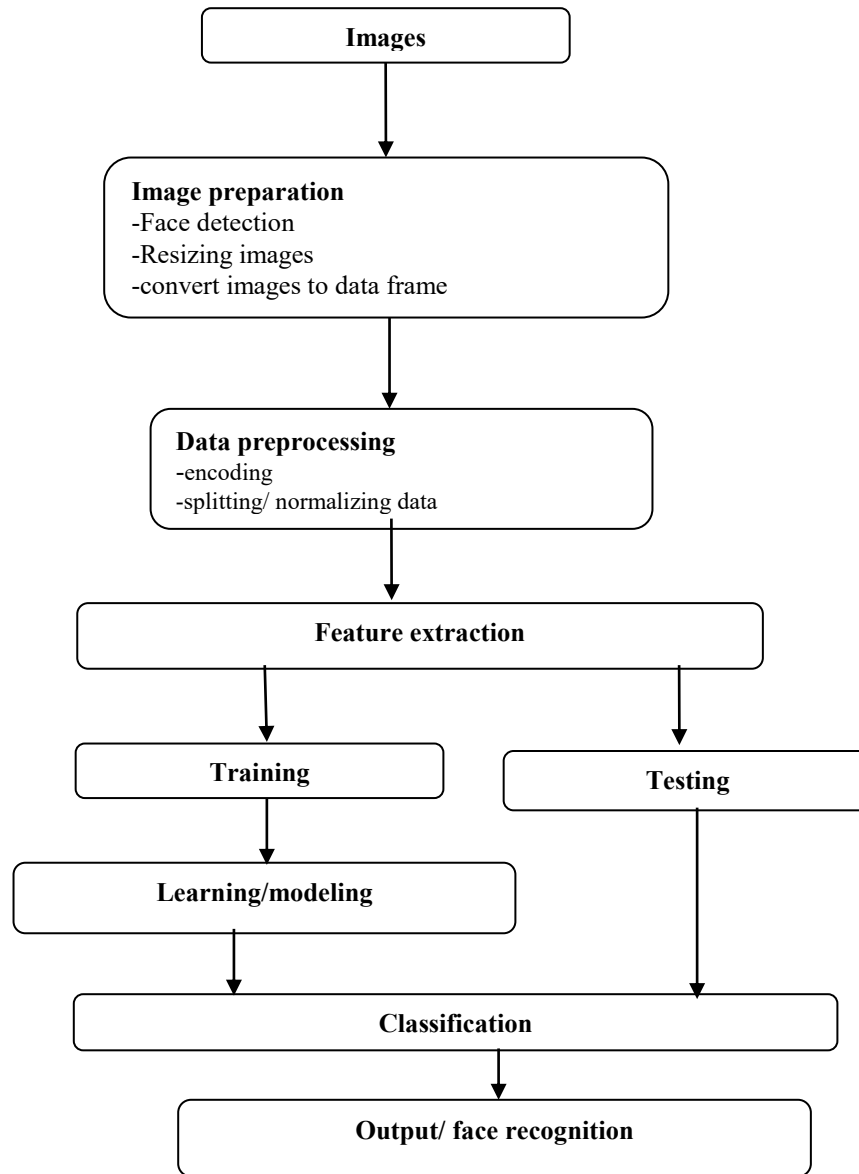 Images
Image preparation
-Face detection
-Resizing images
-convert images to data frame
Data preprocessing
-encoding
-splitting/ normalizing data
Feature extraction
Training
Testing
Learning/modeling
Classification
Output/ face recognition